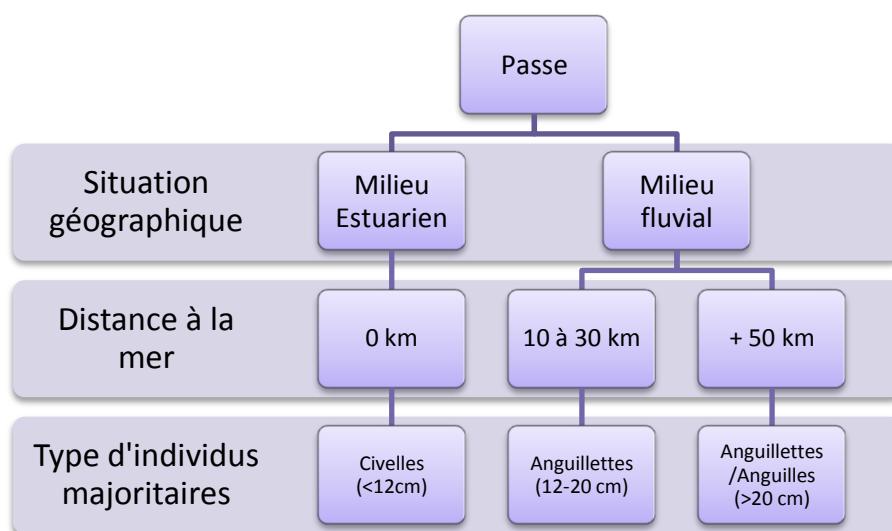 Passe
Situation
géographique
Milieu
Estuarien
Milieu
fluvial
Distance à la
mer
0 km
10 à 30 km
+ 50 km
Type d'individus
majoritaires
Civelles
(<12cm)
Anguillettes
(12-20 cm)
Anguillettes
/Anguilles
(>20 cm)